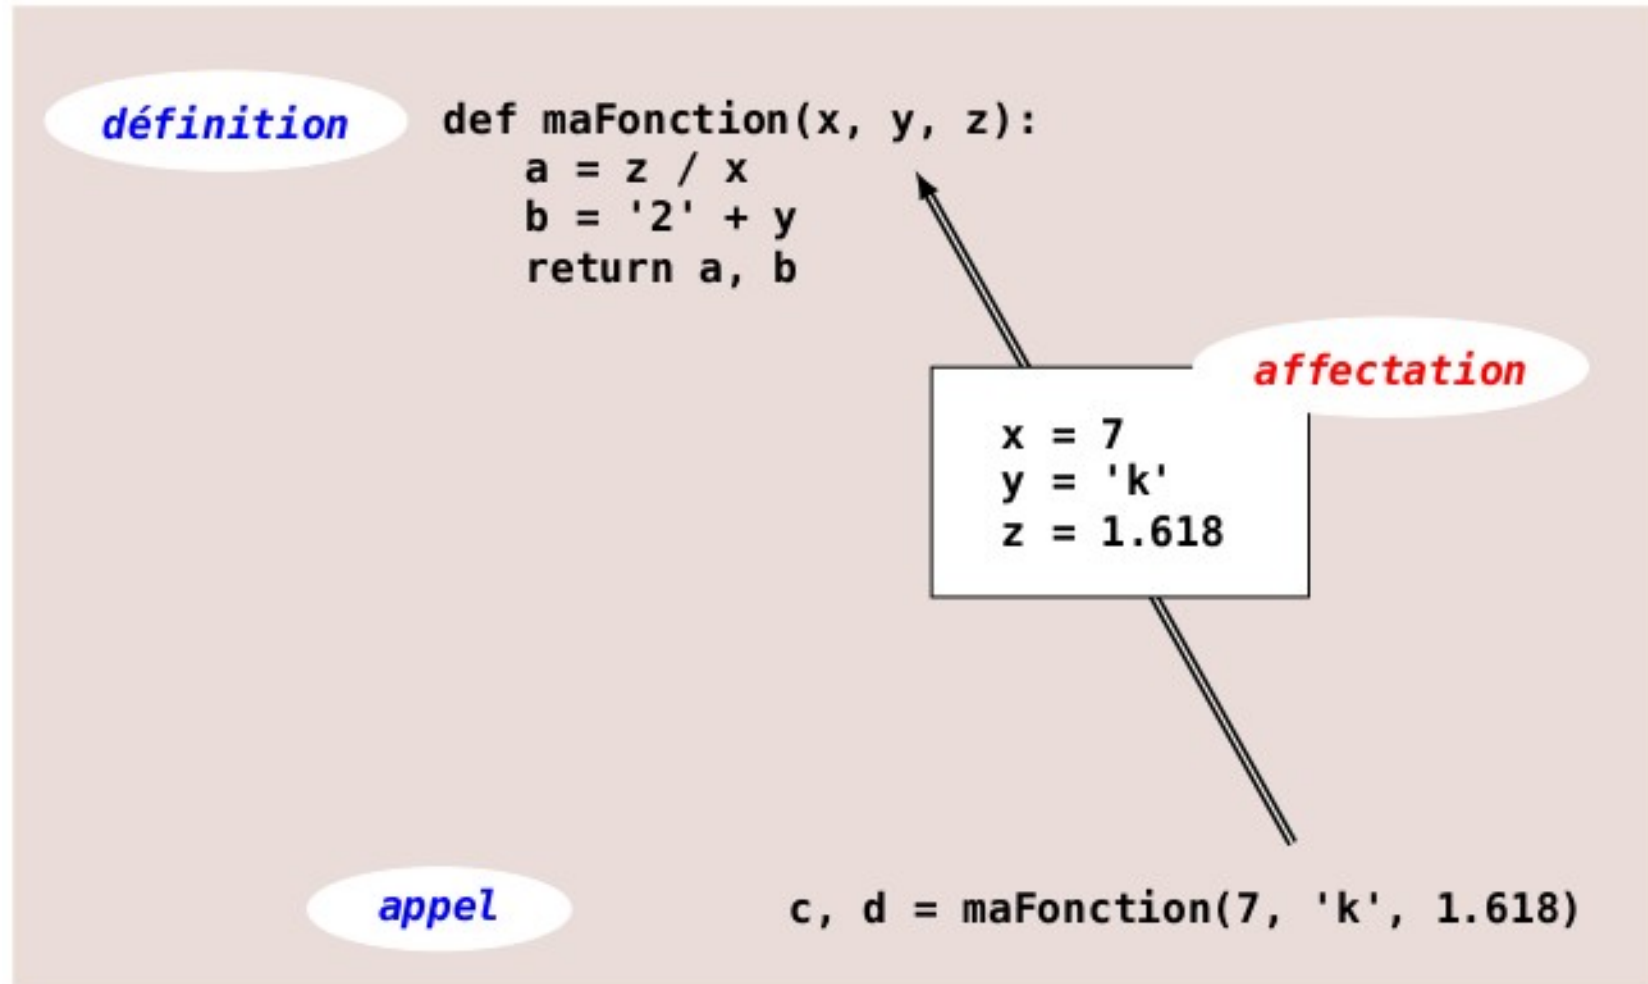 définition def maFonction(x, y, z):
a = z / x
b = '2' + y
return a, b
affectation
x = 7
y = 'k'
z = 1.618
appel c, d = maFonction(7, 'k', 1.618)